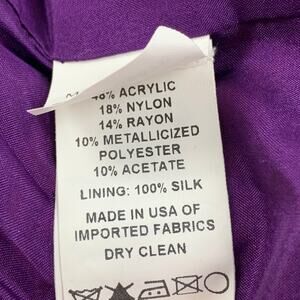 48% ACRYLIC
18% NYLON
14% RAYON
10% METALLICIZED
POLYESTER
10% ACETATE
LINING: 100% SILK
MADE IN USA OF
IMPORTED FABRICS
DRY CLEAN